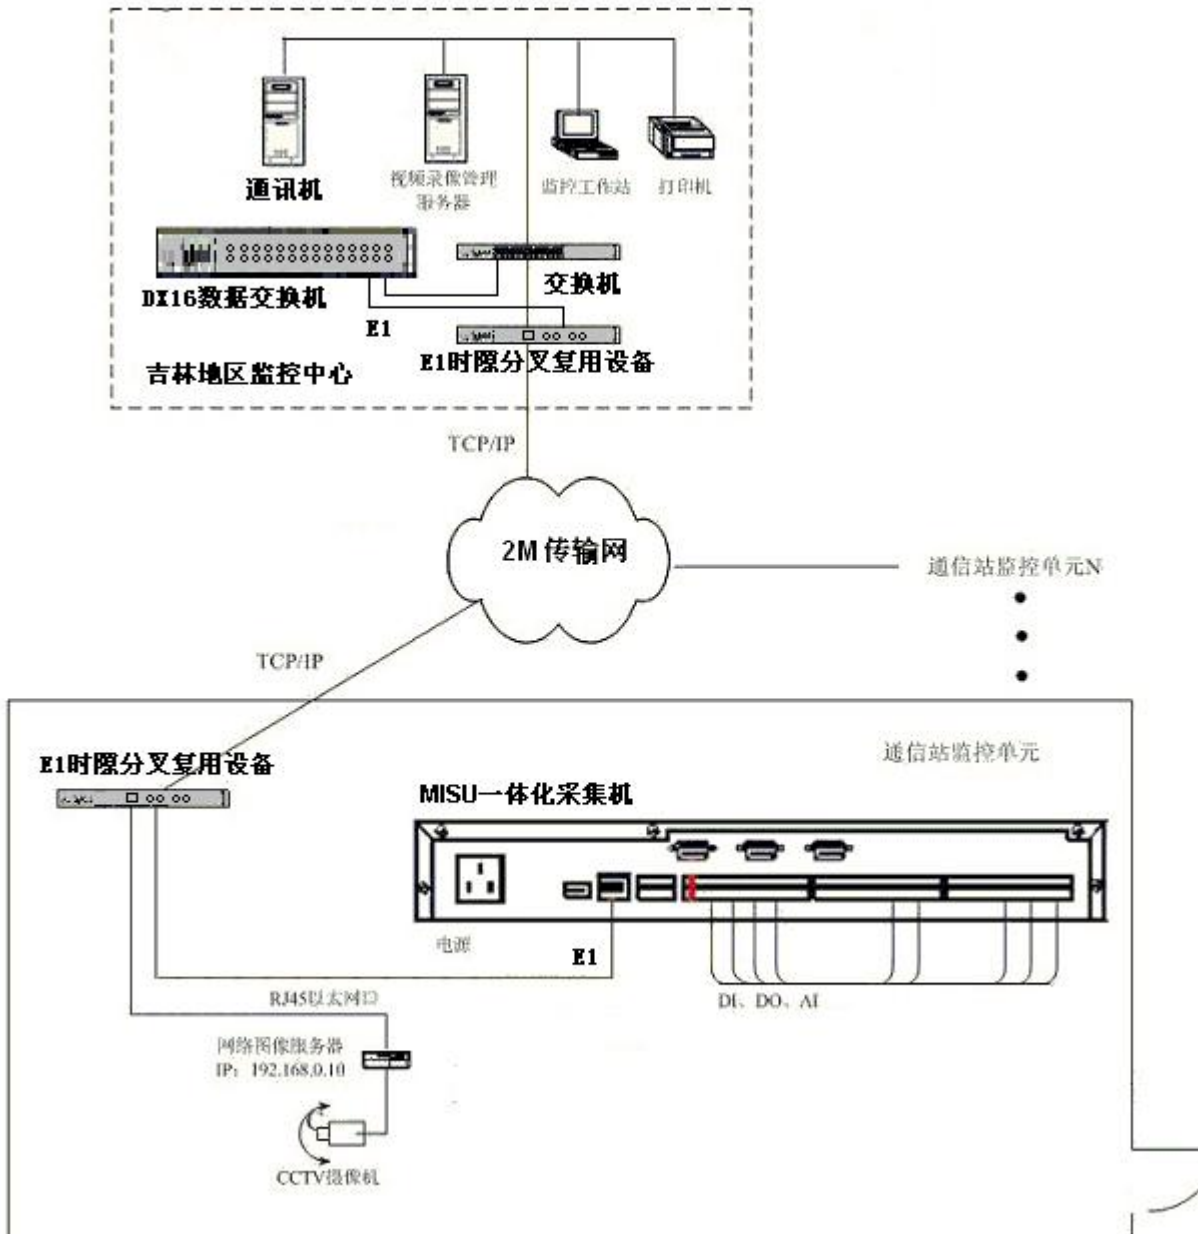 通讯机
视频录像管理
服务器
监控工作站
打印机
DX16数据交换机
交换机
E1
E1时隙分叉复用设备
吉林地区监控中心
TCP/IP
2M 传输网
通信站监控单元N
TCP/IP
通信站监控单元
E1时隙分叉复用设备
MISU一体化采集机
电源
E1
RJ45以太网口
DI、DO、AI
网络图像服务器
IP：192.168.0.10
CCTV摄像机